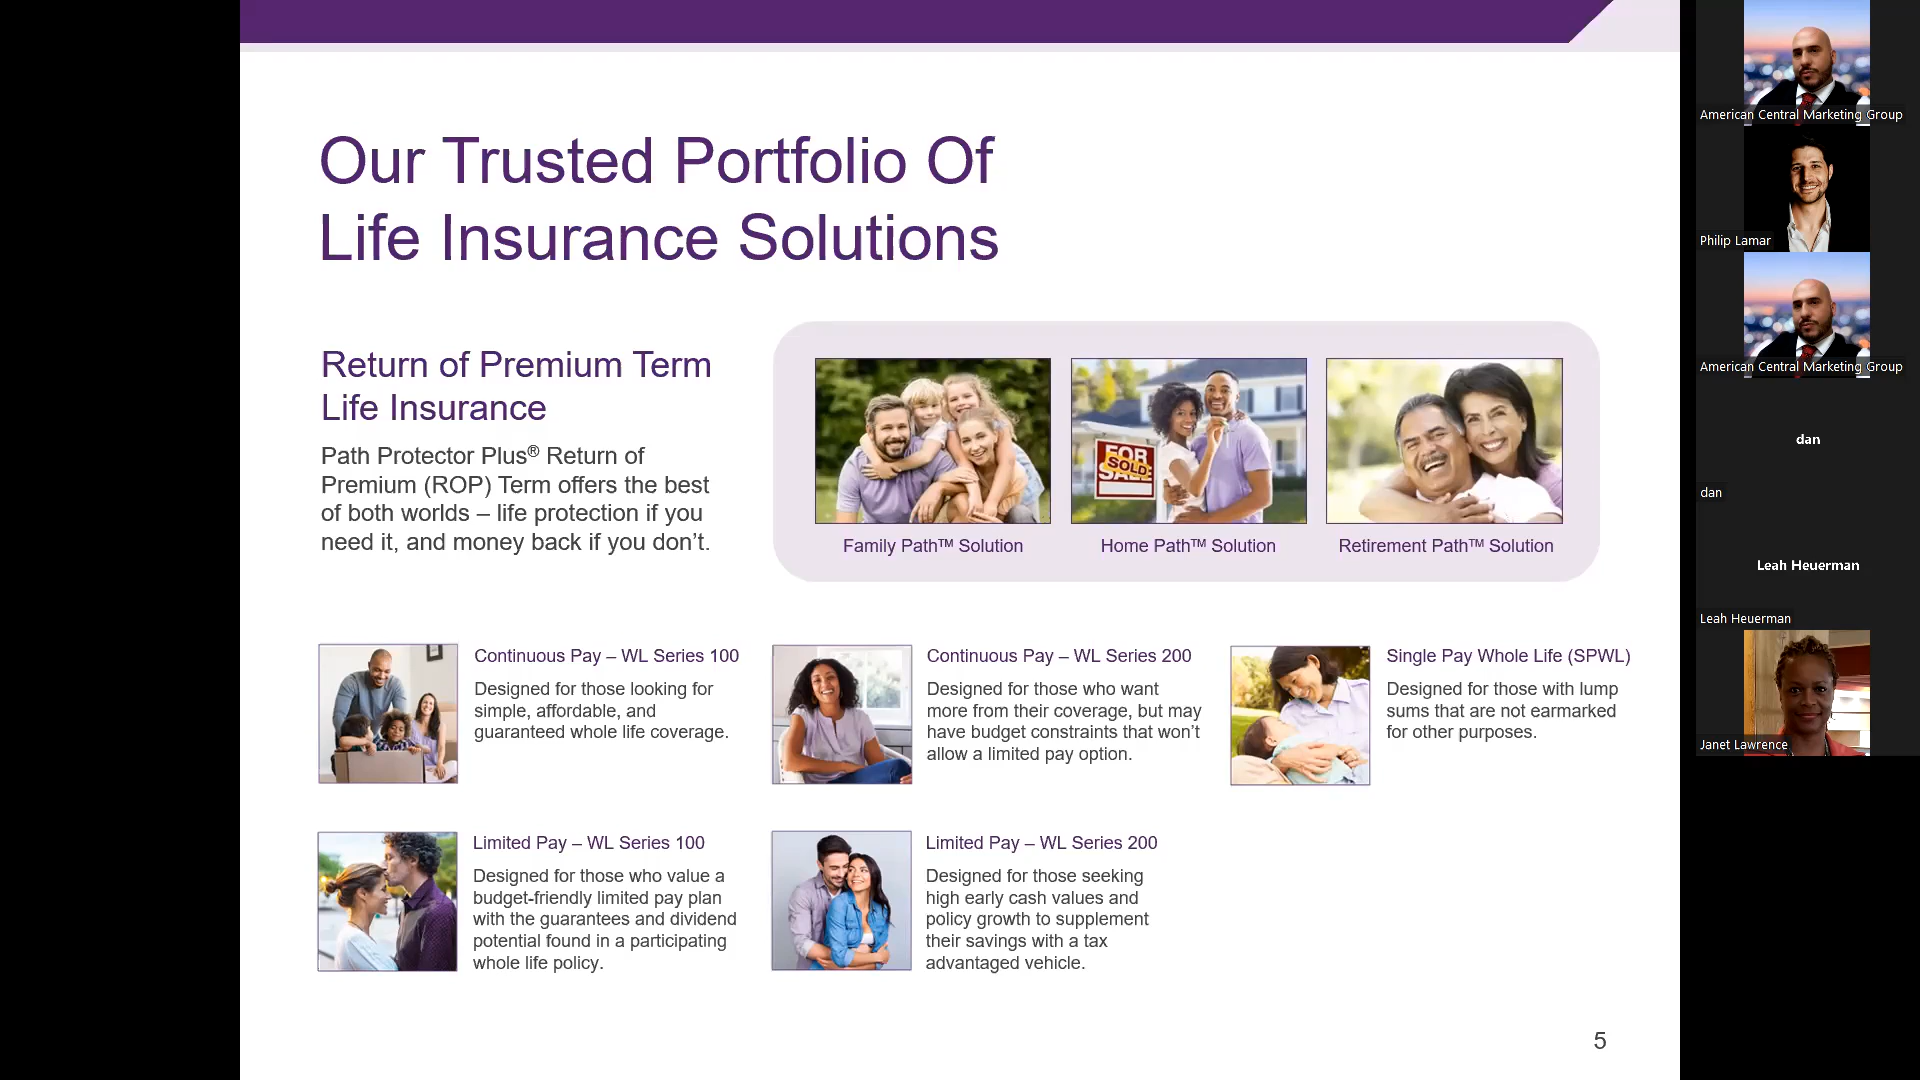 Our Trusted Portfolio Of
Life Insurance Solutions
Return of Premium Term
Life Insurance
Path Protector Plus® Return of
Premium (ROP) Term offers the best
of both worlds – life protection if you
need it, and money back if you don’t.
FOR
SOLD
SALE
Family Path™ Solution
Home Path™ Solution
Retirement Path™ Solution
Continuous Pay – WL Series 100
Designed for those looking for
simple, affordable, and
guaranteed whole life coverage.
Continuous Pay – WL Series 200
Designed for those who want
more from their coverage, but may
have budget constraints that won’t
allow a limited pay option.
Single Pay Whole Life (SPWL)
Designed for those with lump
sums that are not earmarked
for other purposes.
Limited Pay – WL Series 100
Designed for those who value a
budget-friendly limited pay plan
with the guarantees and dividend
potential found in a participating
whole life policy.
Limited Pay – WL Series 200
Designed for those seeking
high early cash values and
policy growth to supplement
their savings with a tax
advantaged vehicle.
5
American Central Marketing Group
Philip Lamar
American Central Marketing Group
dan
dan
Leah Heuerman
Leah Heuerman
Janet Lawrence